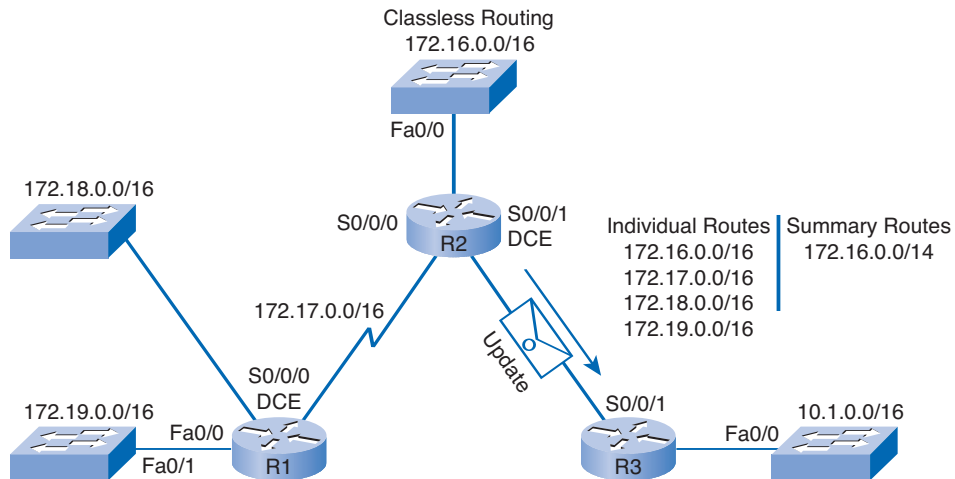 Classless Routing
172.16.0.0/16
Fa0/0
172.18.0.0/16
S0/0/0
R2
S0/0/1
DCE
Individual Routes
172.16.0.0/16
172.17.0.0/16
172.18.0.0/16
172.19.0.0/16
Summary Routes
172.16.0.0/14
172.17.0.0/16
Update
S0/0/0
DCE
172.19.0.0/16
Fa0/0
Fa0/1
R1
S0/0/1
R3
Fa0/0
10.1.0.0/16